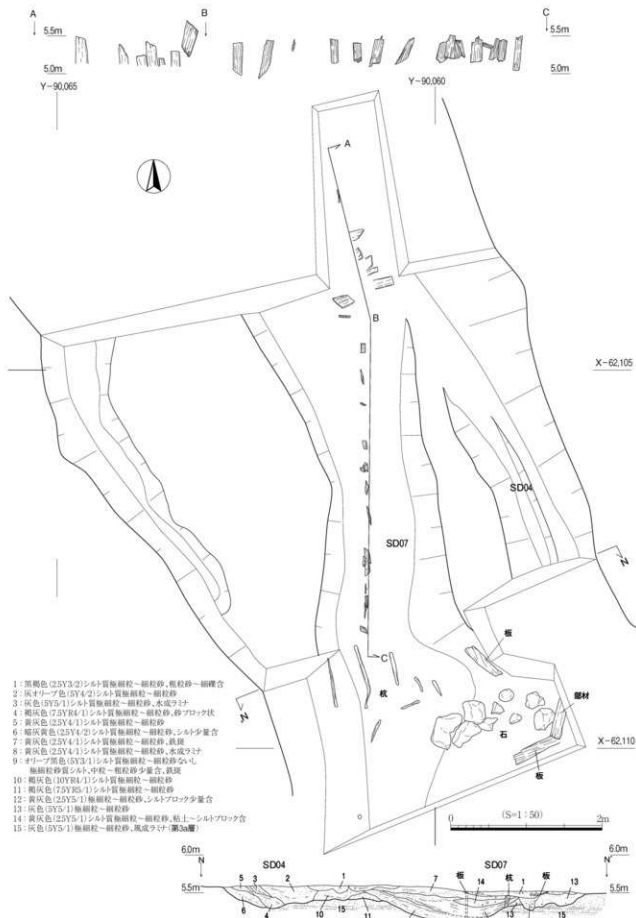 A
B
C
5.5m
5.5m
5.0m
5.0m
Y-90,065
Y-90,060
A
B
X-62,105
SD04
SD07
N
C
板
杭
部材
石
板
N
X-62,110
1：黒褐色(2.5Y3/2)シルト質極細粒～細粒砂、粗粒砂～細礫含
2：灰オリーブ色(5Y4/2)シルト質極細粒～細粒砂
3：灰色(5Y5/1)シルト質極細粒～細粒砂、水成ラミナ
4：褐灰色(7.5YR4/1)シルト質極細粒～細粒砂、砂ブロック状
5：黄灰色(2.5Y4/1)シルト質極細粒～細粒砂
6：暗灰黄色(2.5Y4/2)シルト質極細粒～細粒砂、シルト少量含
7：黄灰色(2.5Y4/1)シルト質極細粒～細粒砂、鉄斑
8：黄灰色(2.5Y4/1)シルト質極細粒～細粒砂、水成ラミナ
9：オリーブ黒色(5Y3/1)シルト質極細粒～細粒砂ないし
極細粒砂質シルト、中粒～粗粒砂少量含、鉄斑
10：褐灰色(10YR4/1)シルト質極細粒～細粒砂
11：褐灰色(7.5YR5/1)シルト質極細粒～細粒砂
12：黄灰色(2.5Y5/1)極細粒～細粒砂、シルトブロック少量含
13：灰色(5Y5/1)極細粒～細粒砂
14：黄灰色(2.5Y5/1)シルト質極細粒～細粒砂、粘土～シルトブロック含
15：灰色(5Y5/1)極細粒～細粒砂、風成ラミナ(第3a層)
0 (S=1：50) 2m
6.0m
6.0m
N
SD04
SD07
N
5.5m
5.5m
5 3 2 1 7 板 14 杭 1 板 13
6 4 10 15 11